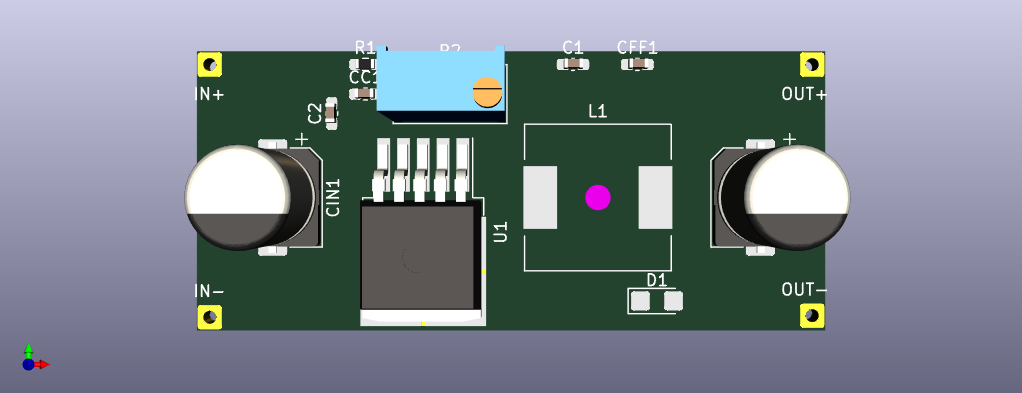 R1
R2
C1
CFF1
CC1
IN+
OUT+
C2
L1
+
+
CIN1
U1
D1
IN-
OUT-